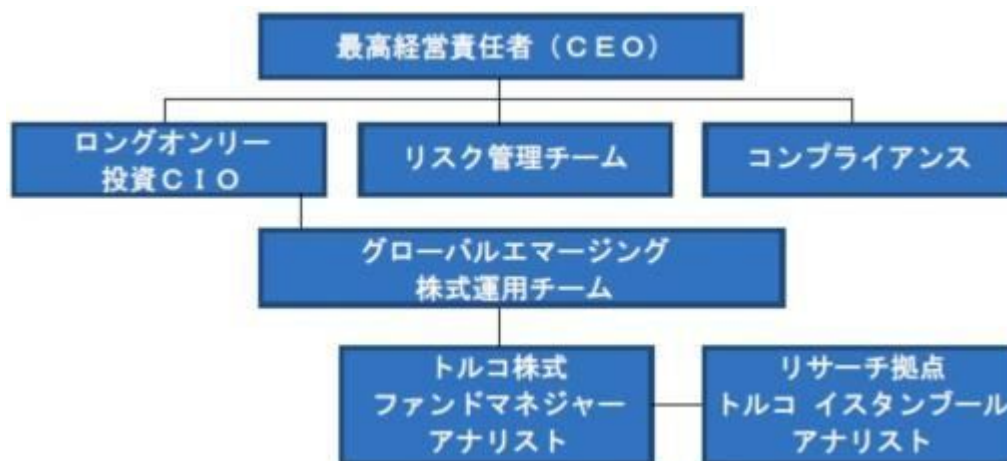 最高経営責任者（ＣＥＯ）
ロングオンリー
投資ＣＩＯ
リスク管理チーム
コンプライアンス
グローバルエマージング
株式運用チーム
トルコ株式
ファンドマネジャー
アナリスト
リサーチ拠点
トルコ イスタンブール
アナリスト